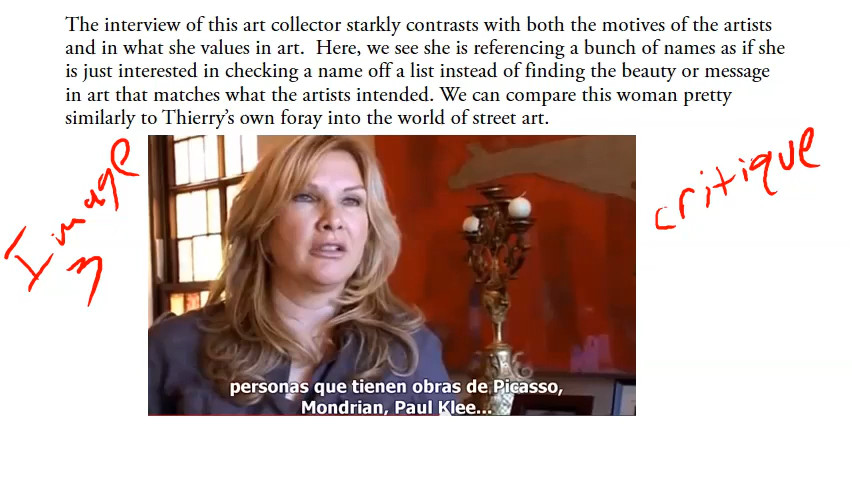 The interview of this art collector starkly contrasts with both the motives of the artists
and in what she values in art.  Here, we see she is referencing a bunch of names as if she
is just interested in checking a name off a list instead of finding the beauty or message
in art that matches what the artists intended. We can compare this woman pretty
similarly to Thierry's own foray into the world of street art.
Image
3
critique
personas que tienen obras de Picasso,
Mondrian, Paul Klee...